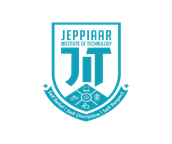 JEPPIAAR
INSTITUTE OF TECHNOLOGY
JIT
Self Belief | Self Discipline | Self Respect